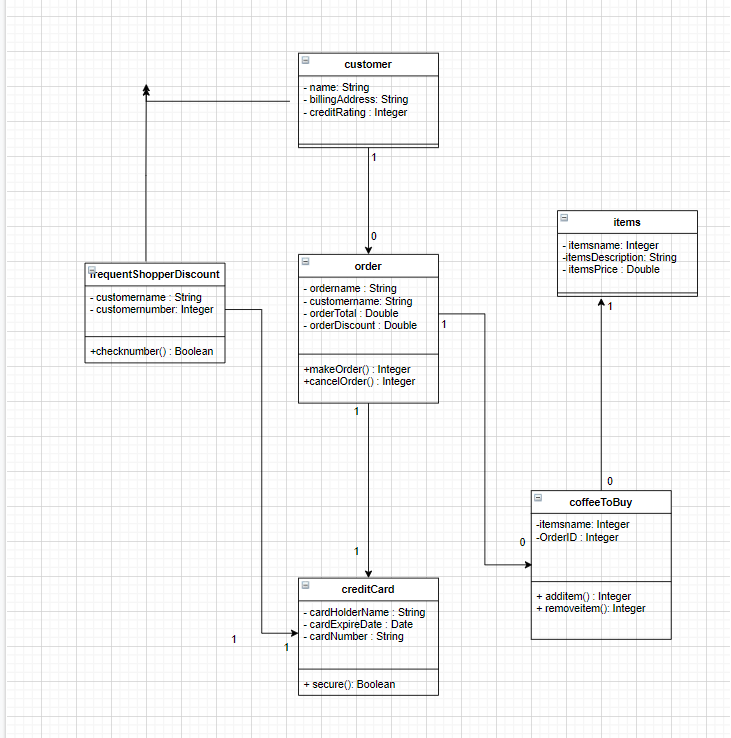 customer
- name: String
- billingAddress: String
- creditRating : Integer
1
0
items
- itemsname: Integer
-itemsDescription: String
- itemsPrice : Double
1
frequentShopperDiscount
- customername : String
- customernumber: Integer
+checknumber() : Boolean
order
- ordername : String
- customername: String
- orderTotal : Double
- orderDiscount : Double
+makeOrder() : Integer
+cancelOrder() : Integer
1
1
0
coffeeToBuy
-itemsname: Integer
-OrderID : Integer
+ additem() : Integer
+ removeitem(): Integer
0
1
creditCard
- cardHolderName : String
- cardExpireDate : Date
- cardNumber : String
+ secure(): Boolean
1
1